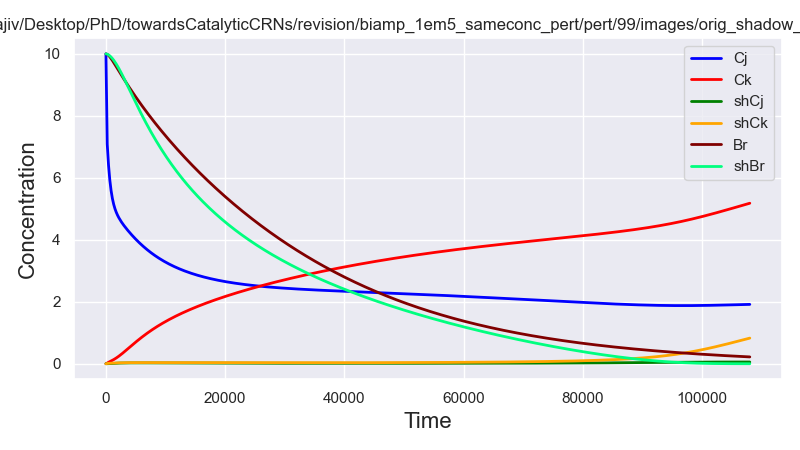 ajiv/Desktop/PhD/towardsCatalyticCRNs/revision/biamp_1em5_sameconc_pert/pert/99/images/orig_shadow_
10
8
6
4
2
0
Concentration
0 20000 40000 60000 80000 100000
Time
Cj
Ck
shCj
shCk
Br
shBr